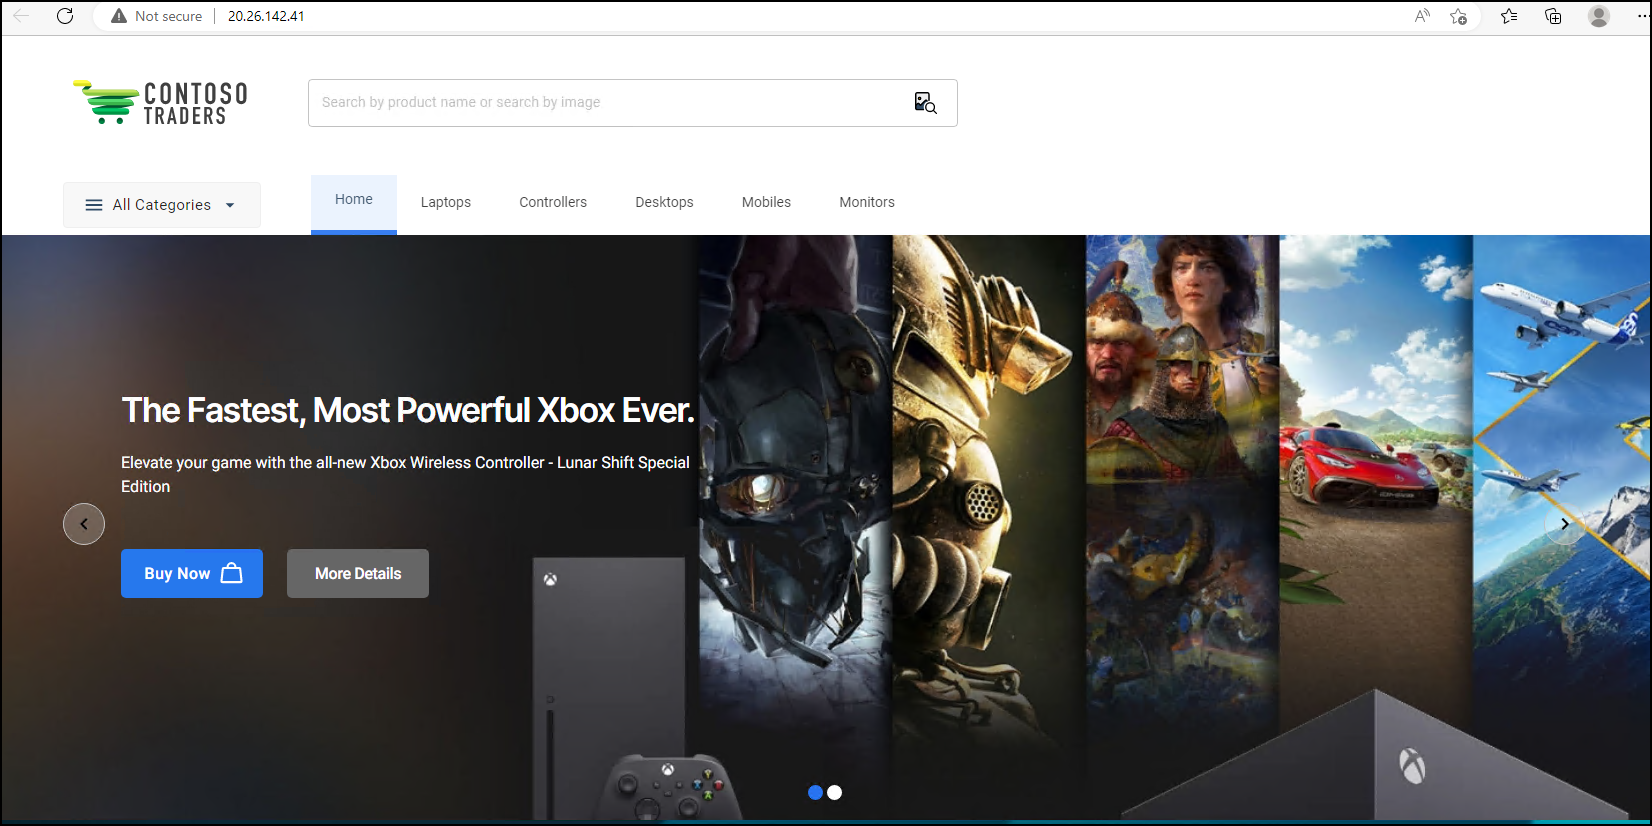 Not secure 20.26.142.41
CONTOSO
TRADERS
Search by product name or search by image
All Categories
Home Laptops Controllers Desktops Mobiles Monitors
The Fastest, Most Powerful Xbox Ever.
Elevate your game with the all-new Xbox Wireless Controller - Lunar Shift Special
Edition
Buy Now More Details